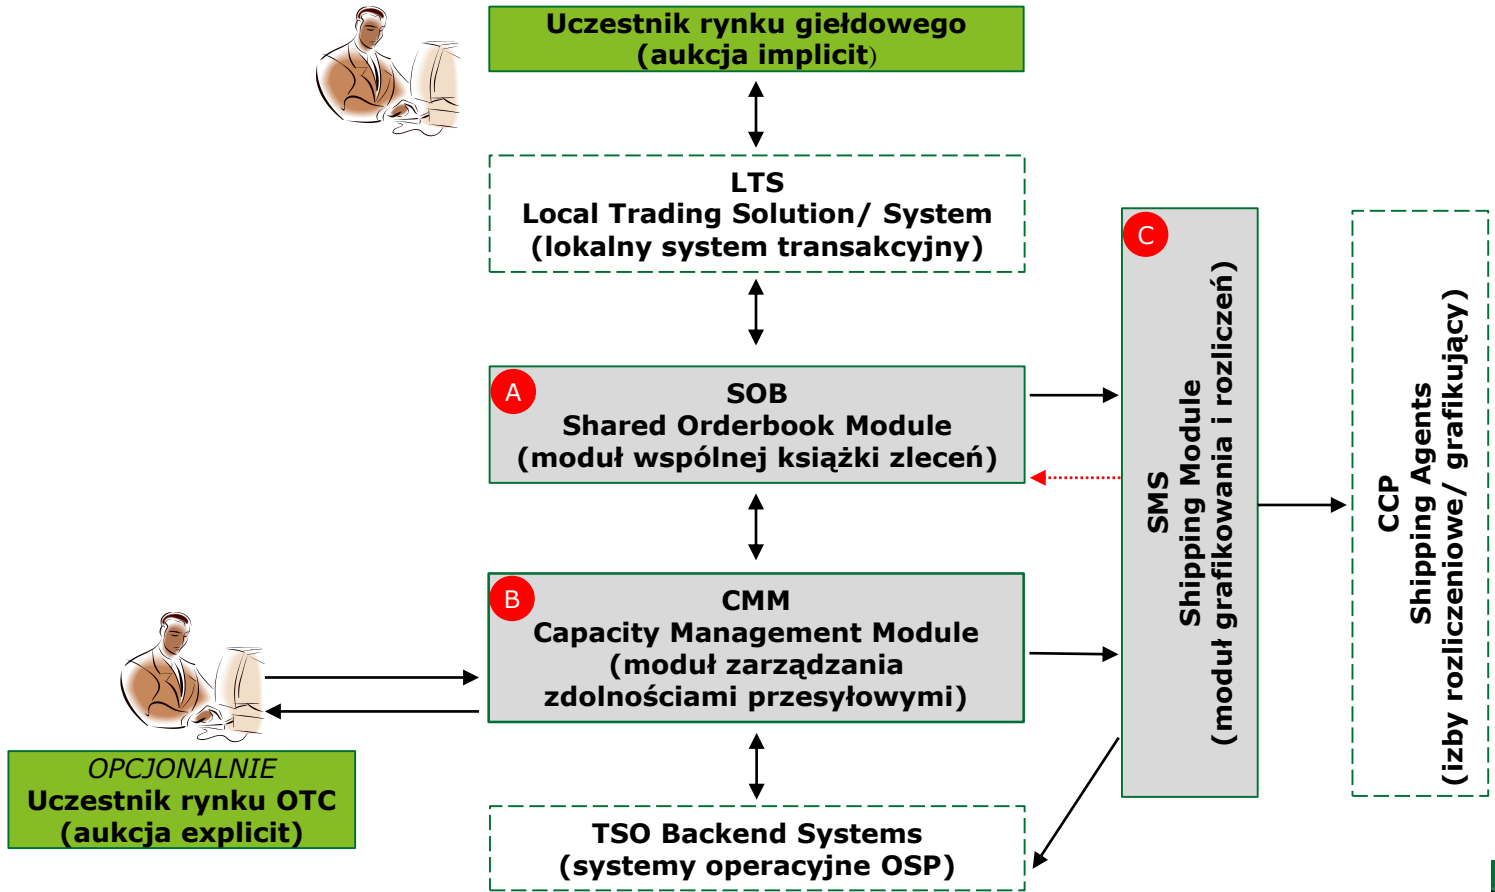 Uczestnik rynku giełdowego
(aukcja implicit)
LTS
Local Trading Solution/ System
(lokalny system transakcyjny)
A
SOB
Shared Orderbook Module
(moduł wspólnej książki zleceń)
B
CMM
Capacity Management Module
(moduł zarządzania
zdolnościami przesyłowymi)
OPCJONALNIE
Uczestnik rynku OTC
(aukcja explicit)
TSO Backend Systems
(systemy operacyjne OSP)
C
SMS
Shipping Module
(moduł grafikowania i rozliczeń)
CCP
Shipping Agents
(izby rozliczeniowe/ grafikujący)